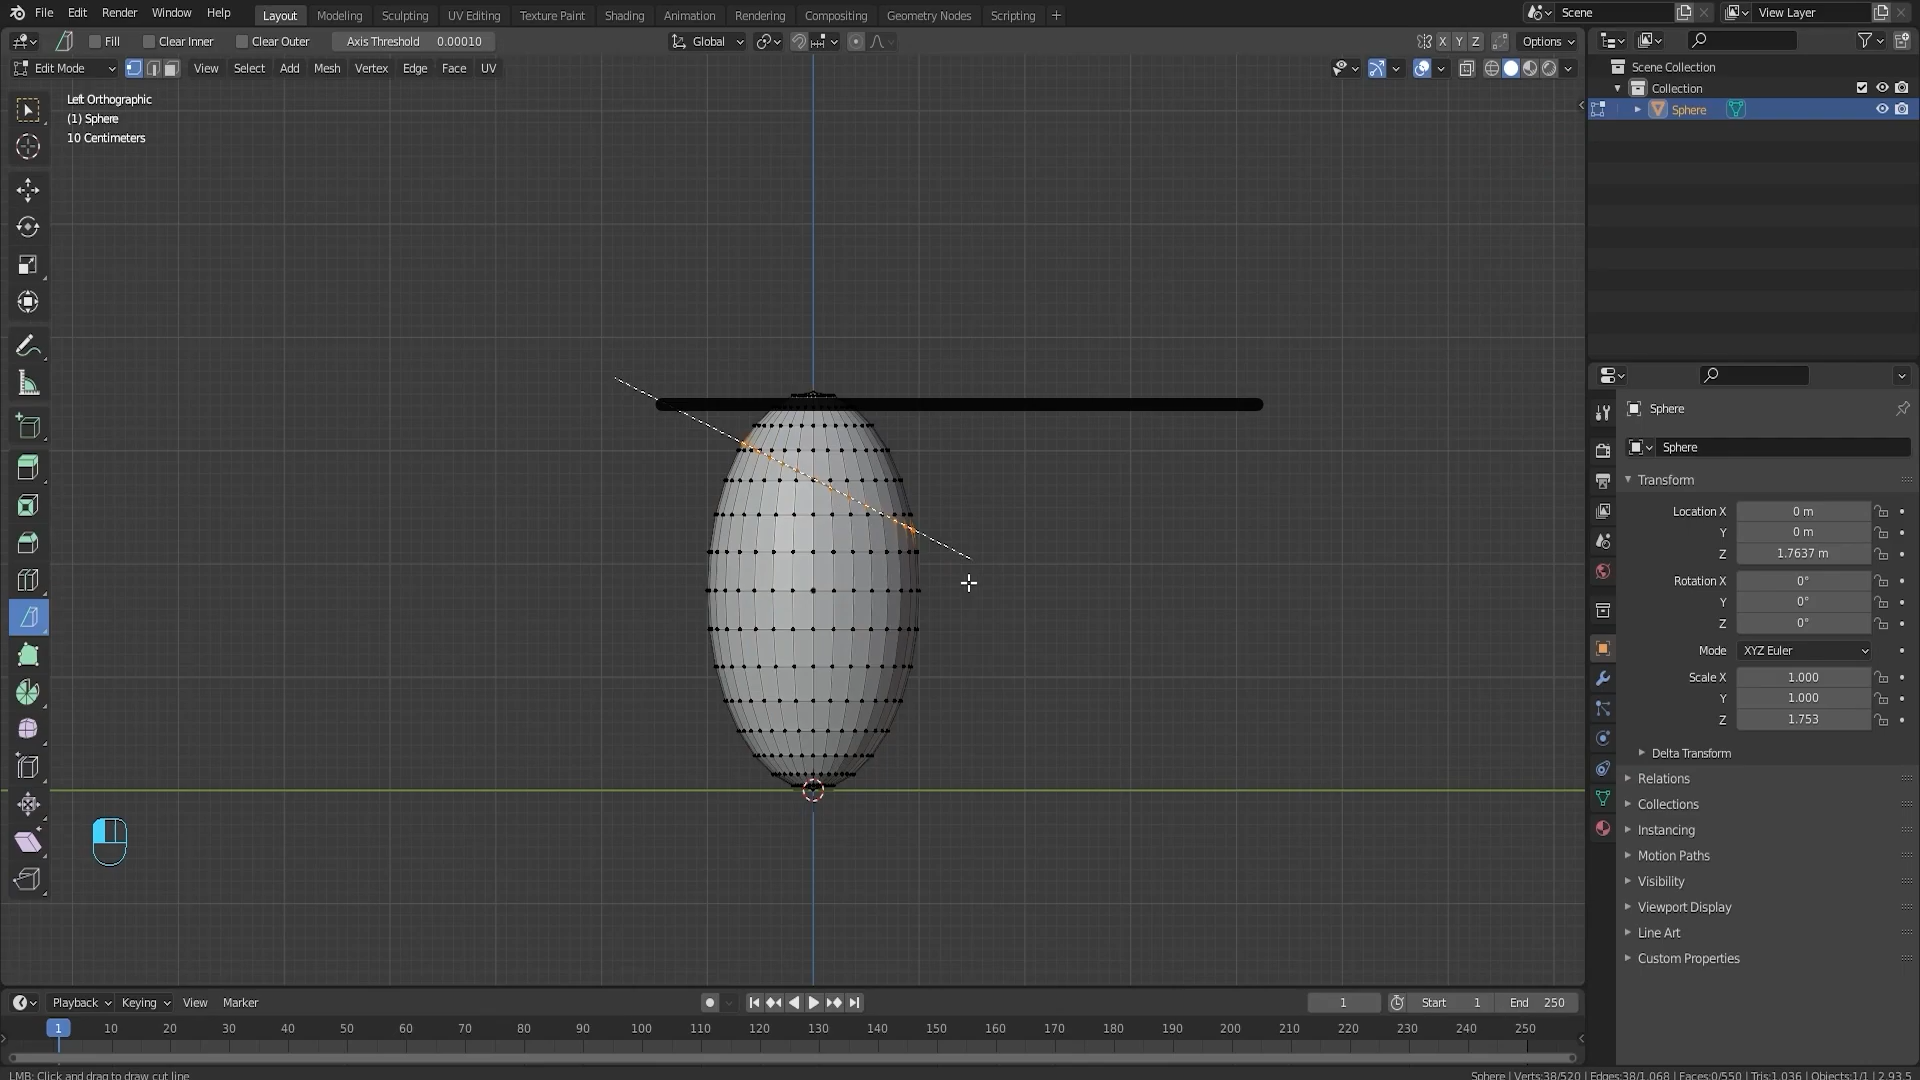 File Edit Render Window Help Layout Modeling Sculpting UV Editing Texture Paint Shading Animation Rendering Compositing Geometry Nodes Scripting + Scene View Layer
Fill Clear Inner Clear Outer Axis Threshold 0.00010 Global X Y Z Options
Edit Mode View Select Add Mesh Vertex Edge Face UV
Left Orthographic
(1) Sphere
10 Centimeters
Scene Collection
Collection
Sphere
Sphere
Sphere
Transform
Location X 0 m
Y 0 m
Z 1.7637 m
Rotation X 0°
Y 0°
Z 0°
Mode XYZ Euler
Scale X 1.000
Y 1.000
Z 1.753
Delta Transform
Relations
Collections
Instancing
Motion Paths
Visibility
Viewport Display
Line Art
Custom Properties
Playback Keying View Marker 1 Start 1 End 250
1 10 20 30 40 50 60 70 80 90 100 110 120 130 140 150 160 170 180 190 200 210 220 230 240 250
LMB: Click and drag to draw cut line Sphere | Verts:38/520 | Edges:38/1,068 | Faces:0/550 | Tris:1,036 | Objects:1/1 | 2.93.5